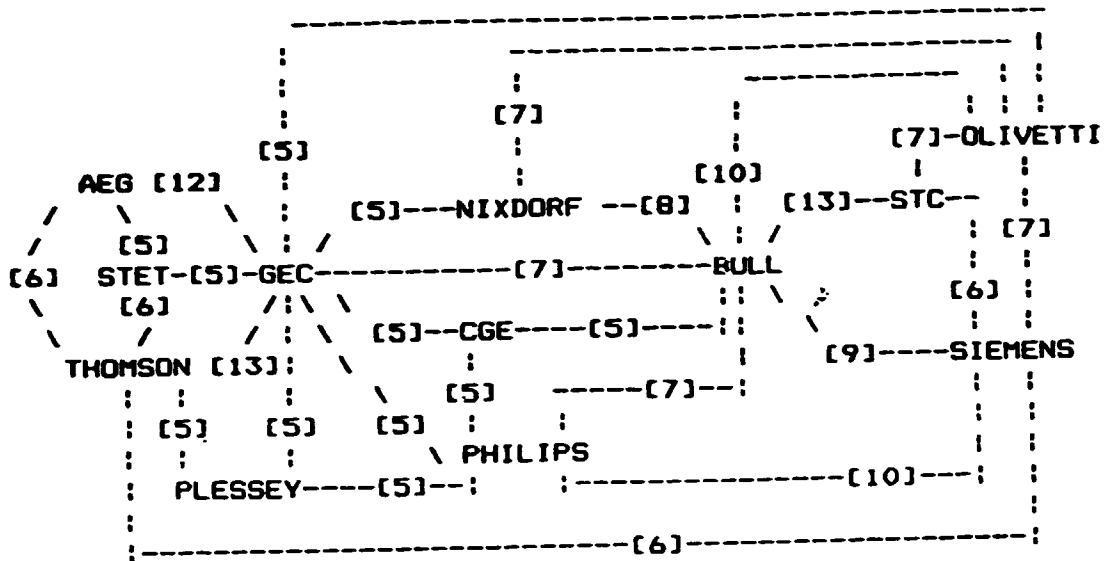 [7]
[7]-OLIVETTI
[5]
AEG [12]
[10]
[5]---NIXDORF --[8]
[13]--STC--
[5]
[7]
[6] STET-[5]-GEC----------------[7]-------------BULL
[6]
[6]
[5]--CGE----[5]----
THOMSON [13]
[9]----SIEMENS
[5]
-----[7]--
[5] [5] [5]
PHILIPS
PLESSEY----[5]--
------------------[10]---
-----------------------[6]----------------